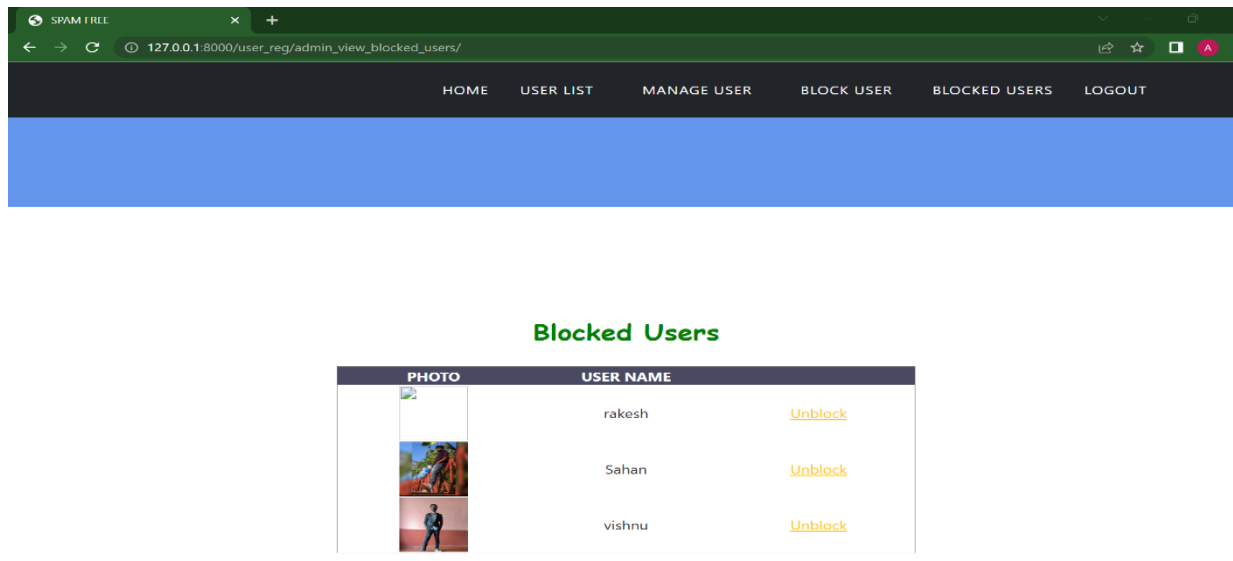 SPAM FREE
127.0.0.1:8000/user_reg/admin_view_blocked_users/
A
HOME USER LIST MANAGE USER BLOCK USER BLOCKED USERS LOGOUT
Blocked Users
PHOTO USER NAME
rakesh Unblock
Sahan Unblock
vishnu Unblock